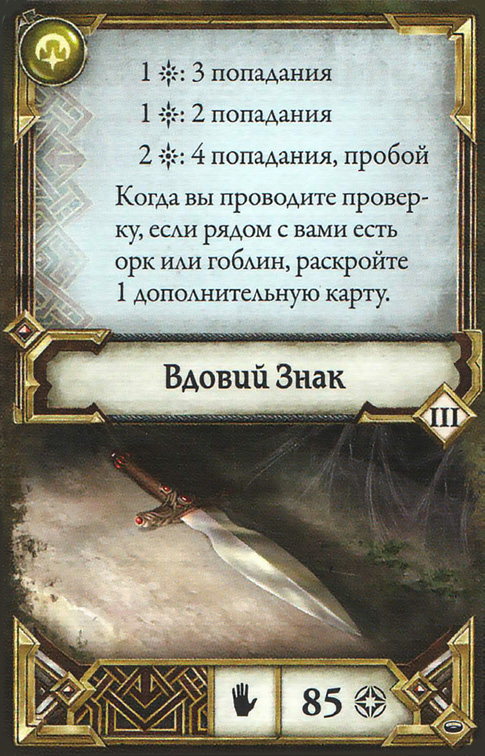 1 : 3 попадания
1 : 2 попадания
2 : 4 попадания, пробой
Когда вы проводите провер-
ку, если рядом с вами есть
орк или гоблин, раскройте
1 дополнительную карту.
Вдовий Знак
III
85